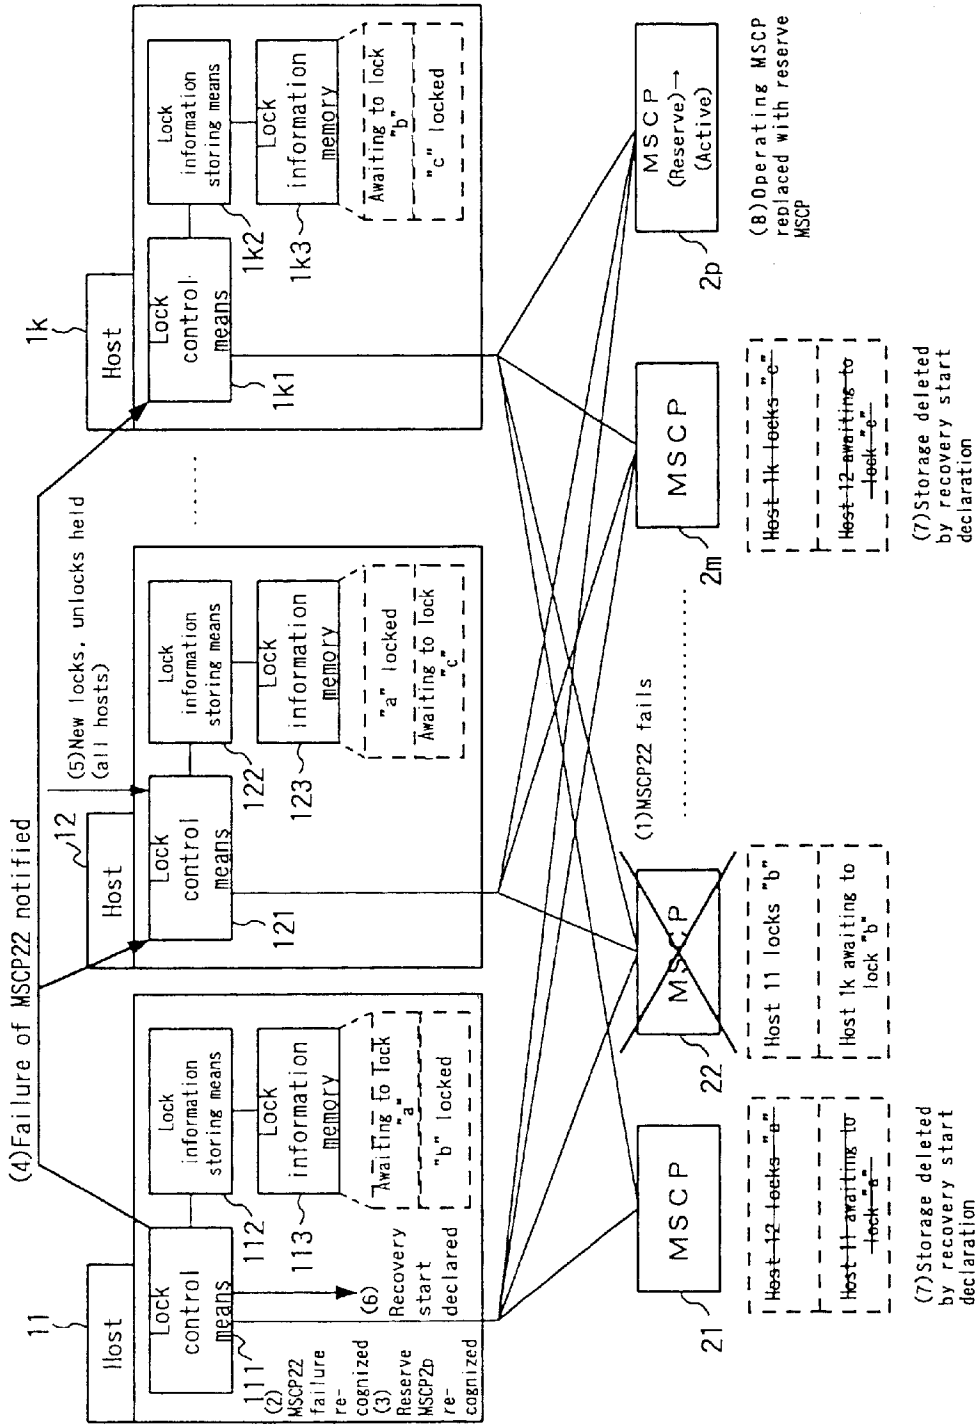 (4)Failure of MSCP22 notified
11
Host
Lock
control
means
111
Lock
information
storing means
112
Lock
information
memory
113
Awaiting to lock
"a"
"b" locked
(2)
MSCP22
failure
re-
cognized
(3)
Reserve
MSCP2p
re-
cognized
(6)
Recovery
start
declared
12
Host
(5)New locks, unlocks held
(all hosts)
Lock
control
means
121
Lock
information
storing means
122
Lock
information
memory
123
"a" locked
Awaiting to lock
"c"
1k
Host
Lock
control
means
1k1
Lock
information
storing means
1k2
Lock
information
memory
1k3
Awaiting to lock
"b"
"c" locked
MSCP
21
Host 12 locks "a"
Host 11 awaiting to
lock "a"
(7)Storage deleted
by recovery start
declaration
MSCP
22
(1)MSCP22 fails
Host 11 locks "b"
Host 1k awaiting to
lock "b"
MSCP
2m
Host 1k locks "c"
Host 12 awaiting to
lock "c"
(7)Storage deleted
by recovery start
declaration
MSCP
(Reserve)→
(Active)
2p
(8)Operating MSCP
replaced with reserve
MSCP